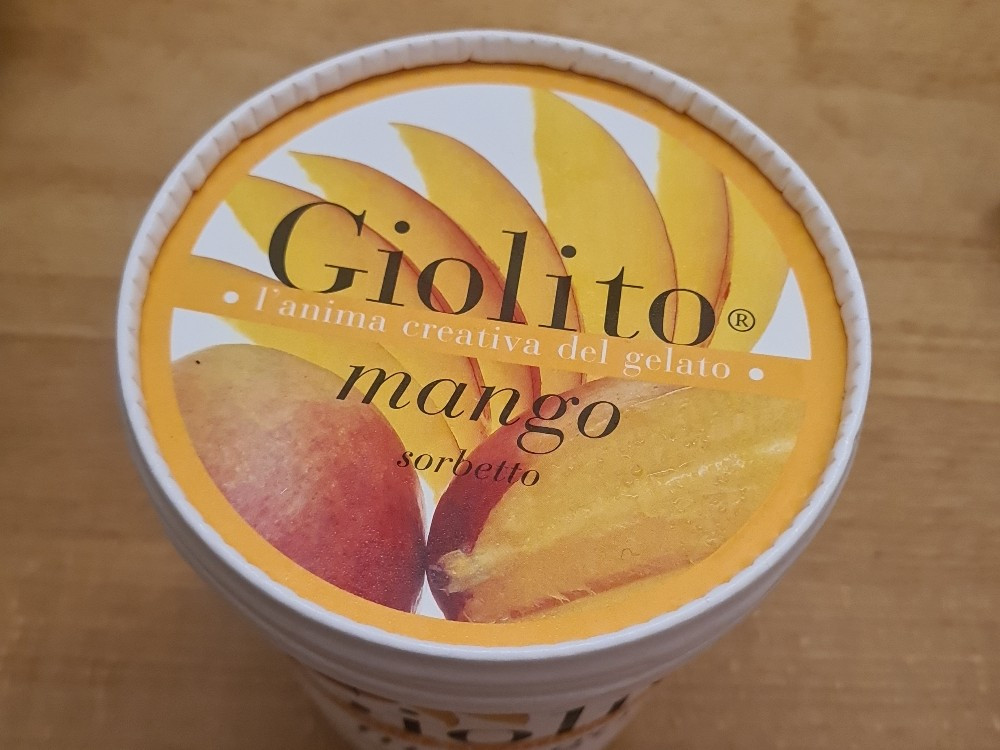 Giolito®
• l'anima creativa del gelato •
mango
sorbetto